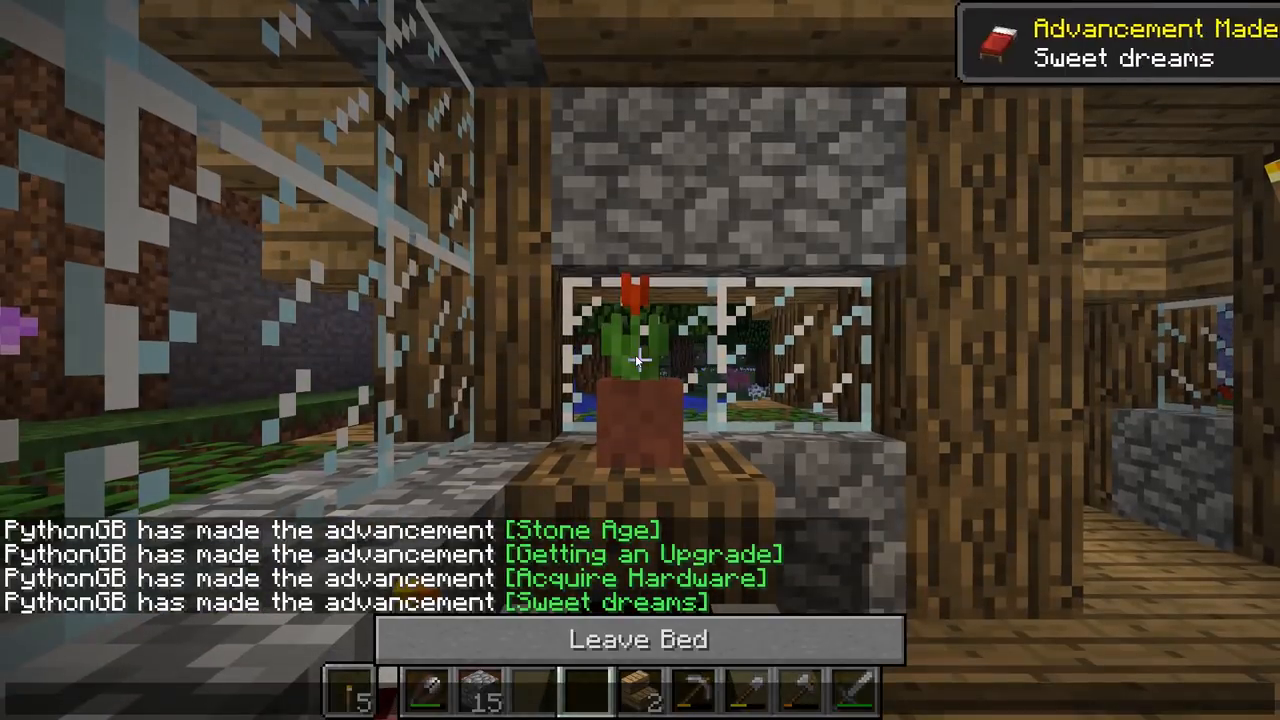 Advancement Made
Sweet dreams
PythonGB has made the advancement [Stone Age]
PythonGB has made the advancement [Getting an Upgrade]
PythonGB has made the advancement [Acquire Hardware]
PythonGB has made the advancement [Sweet dreams]
Leave Bed
5 15 2